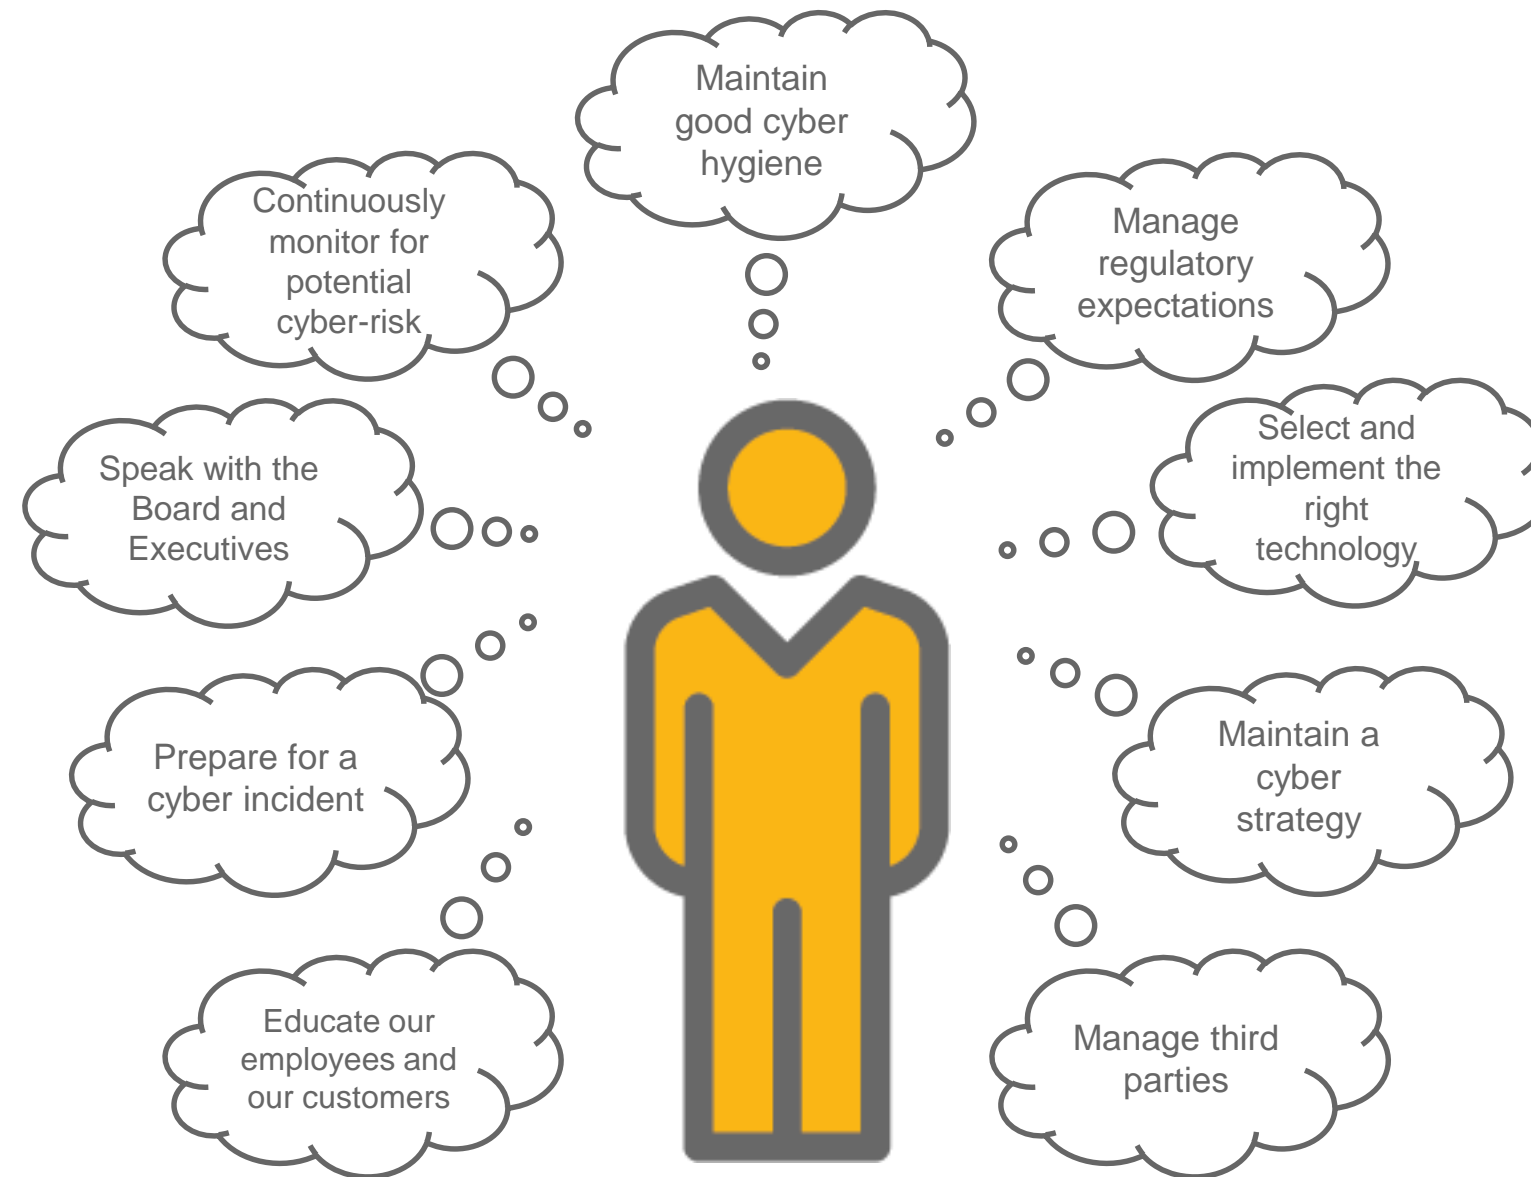 Maintain
good cyber
hygiene
Continuously
monitor for
potential
cyber-risk
Manage
regulatory
expectations
Speak with the
Board and
Executives
Select and
implement the
right
technology
Prepare for a
cyber incident
Maintain a
cyber
strategy
Educate our
employees and
our customers
Manage third
parties